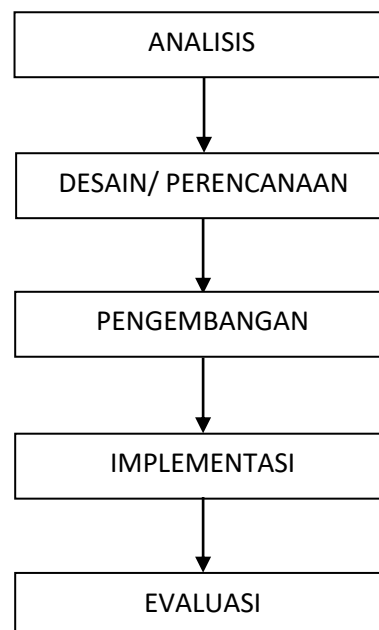 ANALISIS
DESAIN/ PERENCANAAN
PENGEMBANGAN
IMPLEMENTASI
EVALUASI